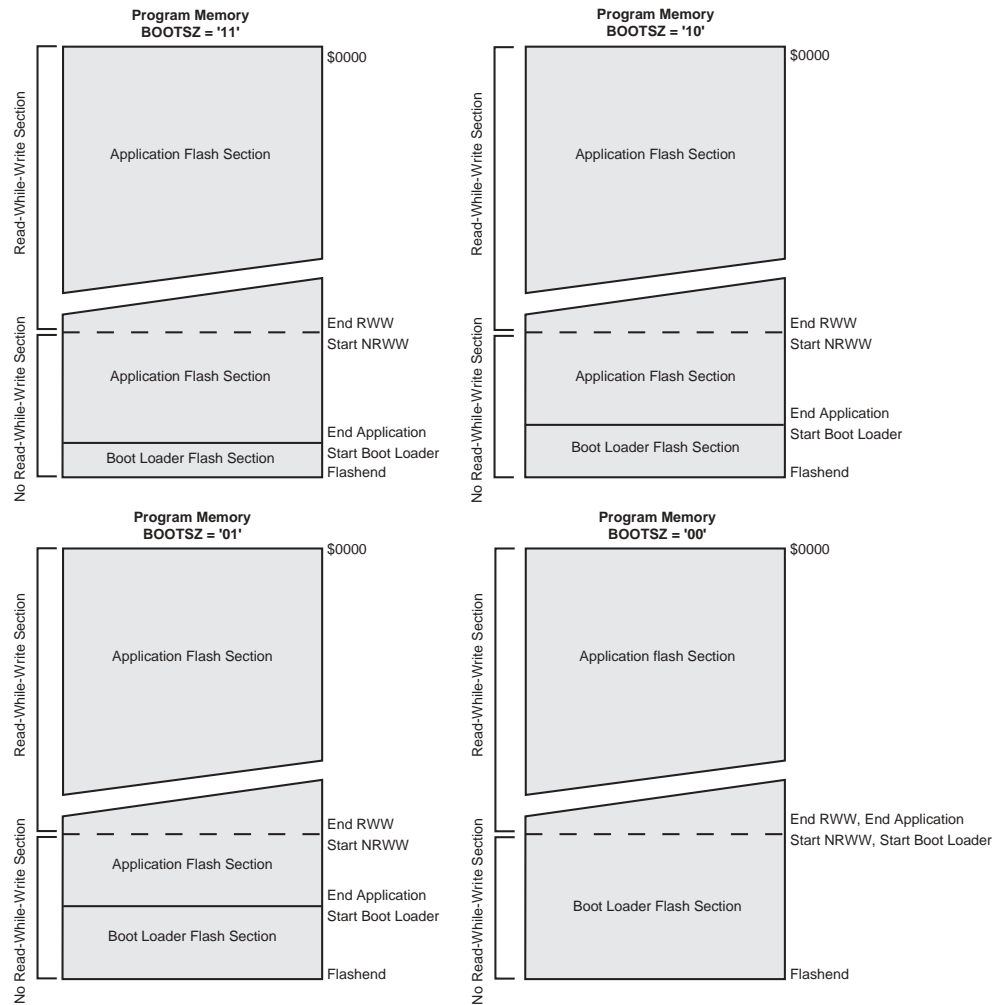 Program Memory
BOOTSZ = '11'
$0000
Read-While-Write Section
Application Flash Section
End RWW
Start NRWW
No Read-While-Write Section
Application Flash Section
End Application
Start Boot Loader
Boot Loader Flash Section
Flashend
Program Memory
BOOTSZ = '10'
$0000
Read-While-Write Section
Application Flash Section
End RWW
Start NRWW
No Read-While-Write Section
Application Flash Section
End Application
Start Boot Loader
Boot Loader Flash Section
Flashend
Program Memory
BOOTSZ = '01'
$0000
Read-While-Write Section
Application Flash Section
End RWW
Start NRWW
No Read-While-Write Section
Application Flash Section
End Application
Start Boot Loader
Boot Loader Flash Section
Flashend
Program Memory
BOOTSZ = '00'
$0000
Read-While-Write Section
Application flash Section
End RWW, End Application
Start NRWW, Start Boot Loader
No Read-While-Write Section
Boot Loader Flash Section
Flashend